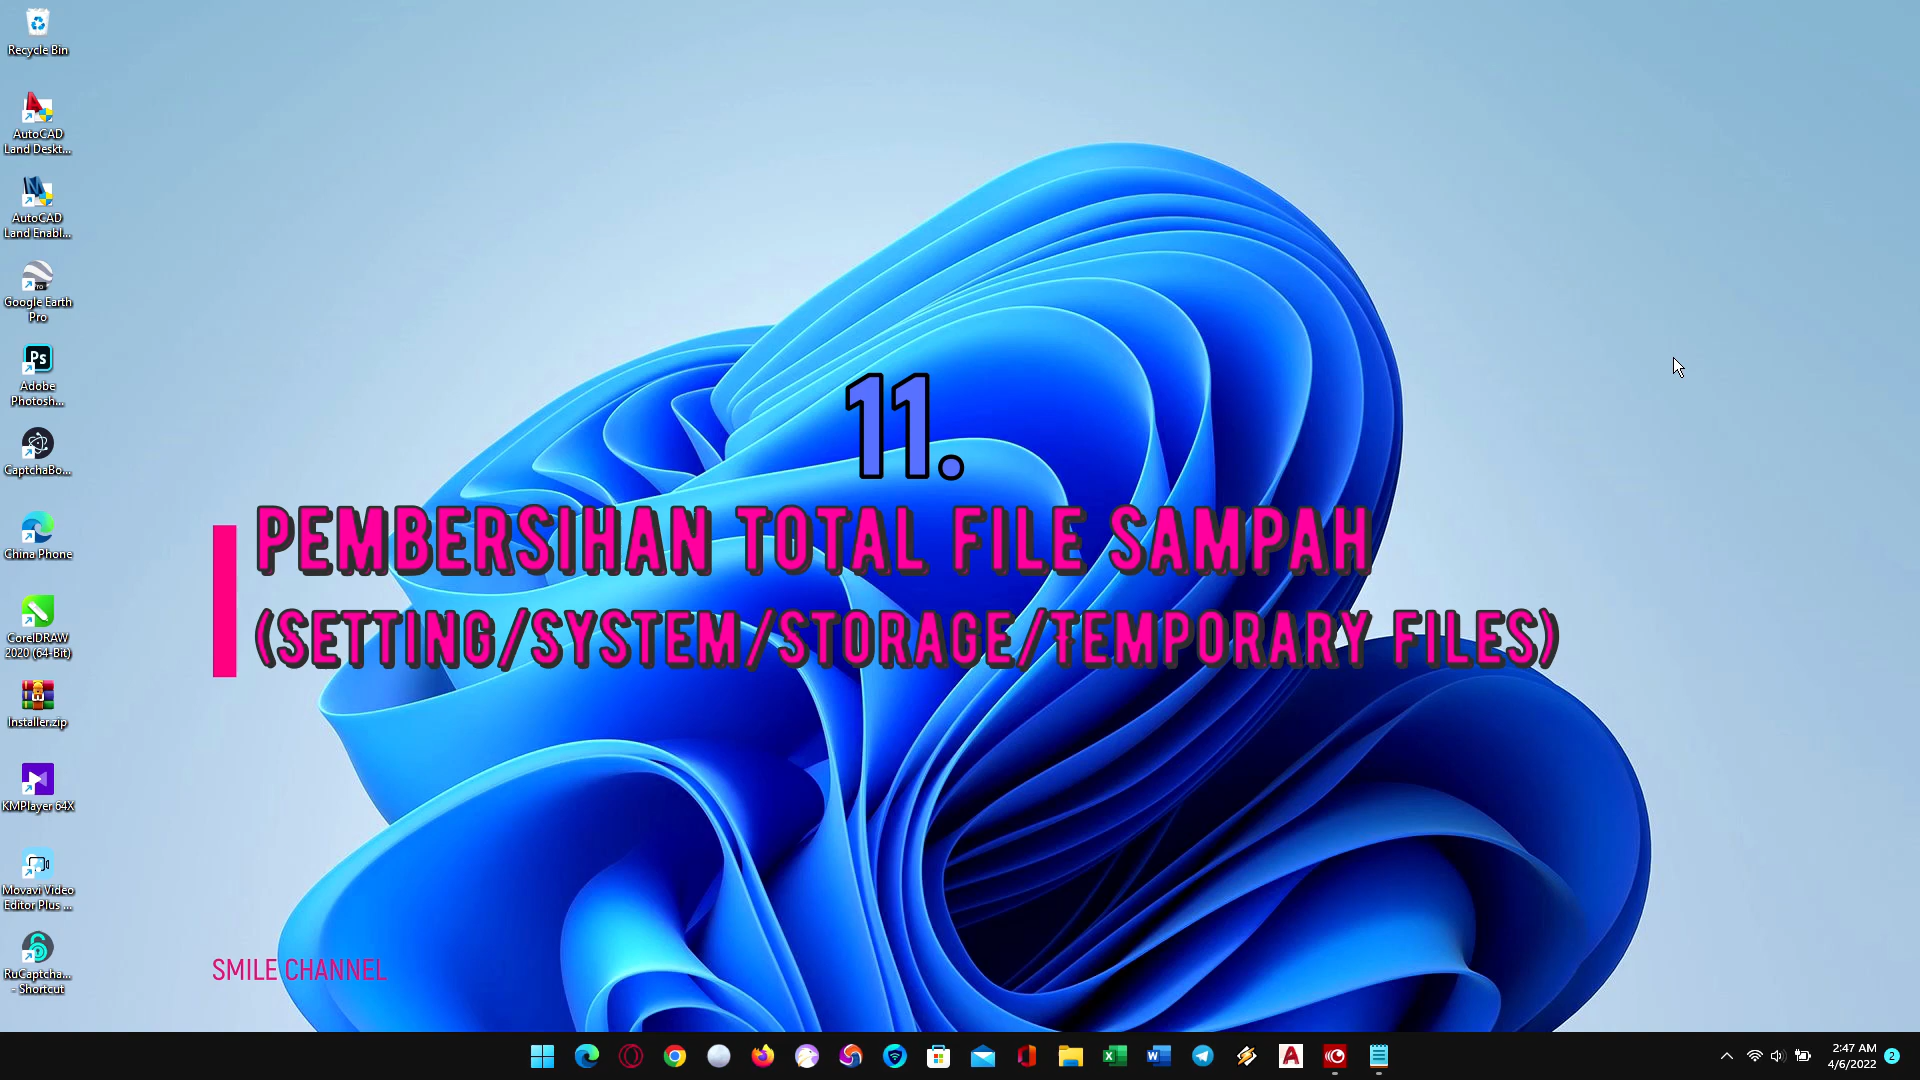 Recycle Bin
AutoCAD
Land Deskt...
AutoCAD
Land Enabl...
Google Earth
Pro
Ps
Adobe
Photosh...
CaptchaBo...
China Phone
CorelDRAW
2020 (64-Bit)
Installer.zip
KMPlayer 64X
Movavi Video
Editor Plus ...
RuCaptcha...
- Shortcut
11.
PEMBERSIHAN TOTAL FILE SAMPAH
(SETTING/SYSTEM/STORAGE/TEMPORARY FILES)
SMILE CHANNEL
2:47 AM
4/6/2022
2